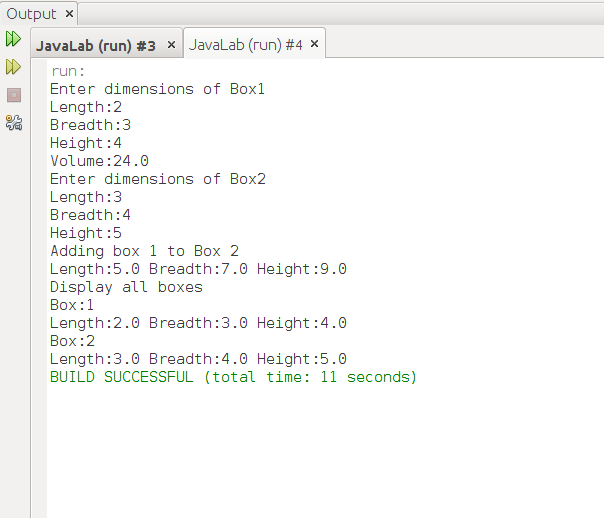 Output
JavaLab (run) #3
JavaLab (run) #4
run:
Enter dimensions of Box1
Length:2
Breadth:3
Height:4
Volume:24.0
Enter dimensions of Box2
Length:3
Breadth:4
Height:5
Adding box 1 to Box 2
Length:5.0 Breadth:7.0 Height:9.0
Display all boxes
Box:1
Length:2.0 Breadth:3.0 Height:4.0
Box:2
Length:3.0 Breadth:4.0 Height:5.0
BUILD SUCCESSFUL (total time: 11 seconds)